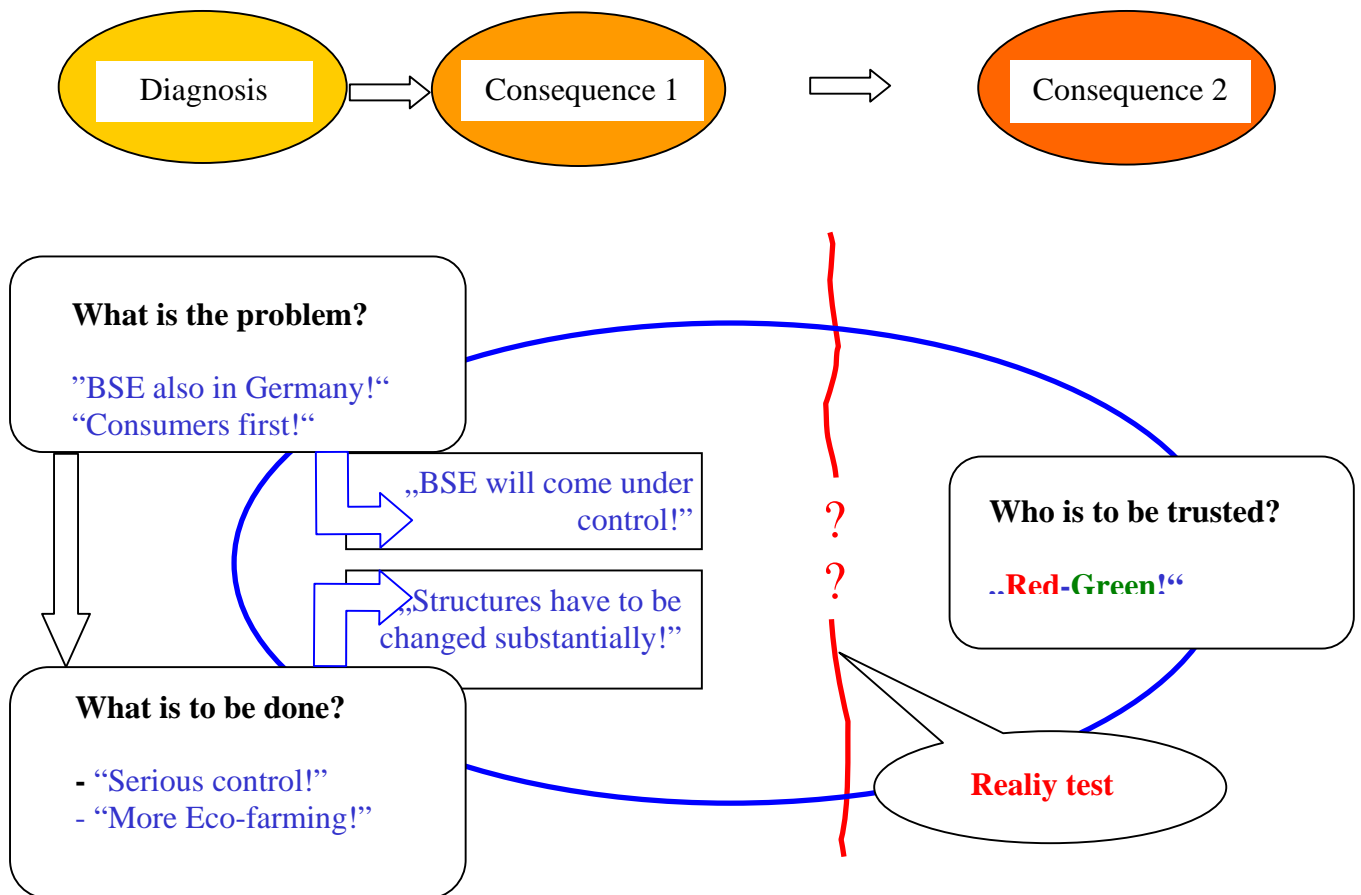 Diagnosis
Consequence 1
Consequence 2
What is the problem?
”BSE also in Germany!“
“Consumers first!“
„BSE will come under
control!”
?
?
Who is to be trusted?
„Red-Green!“
„Structures have to be
changed substantially!”
What is to be done?
- “Serious control!”
- “More Eco-farming!”
Realiy test